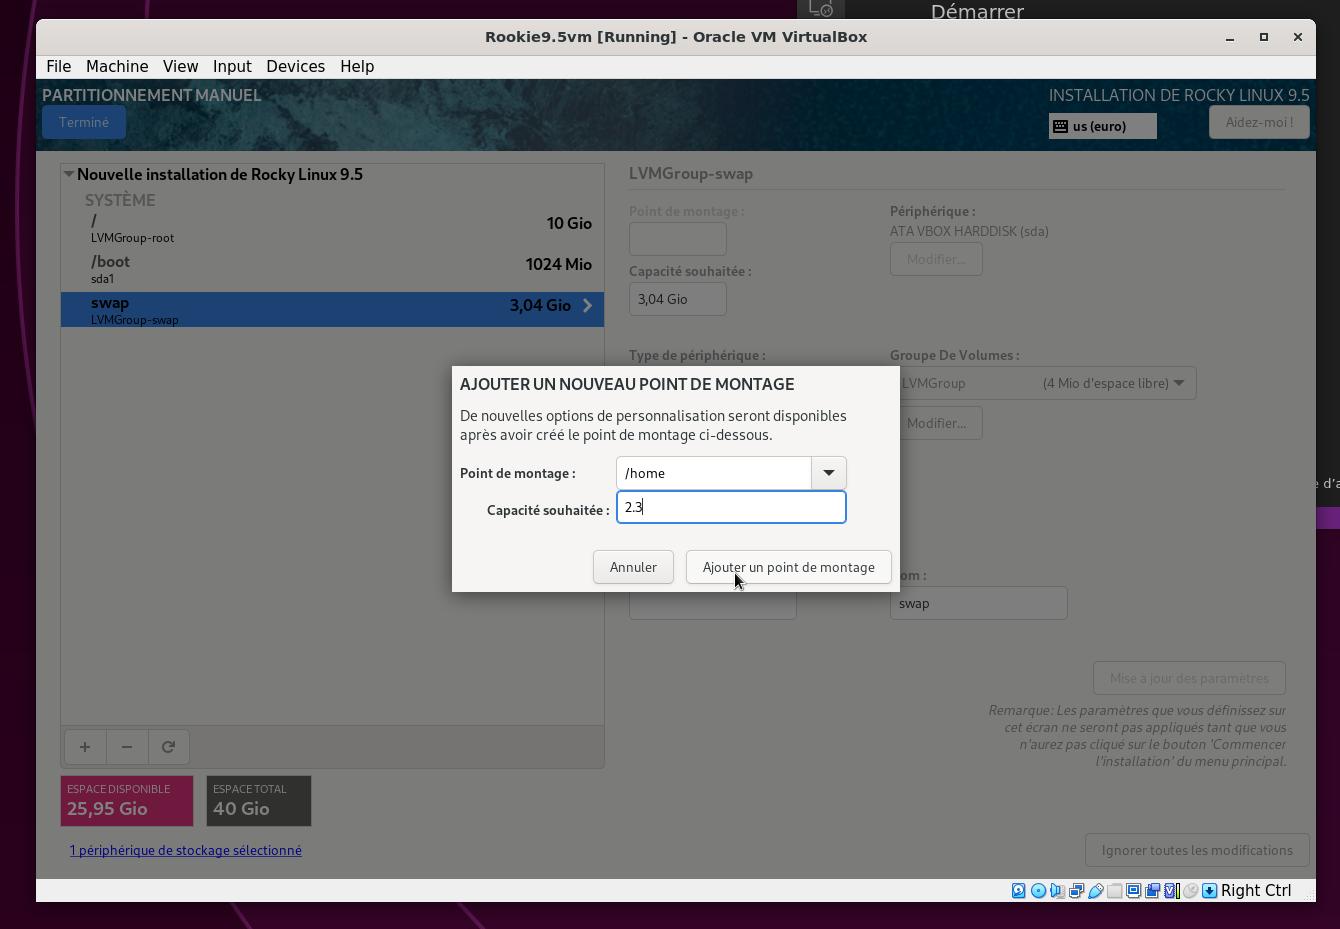 Démarrer
Rookie9.5vm [Running] - Oracle VM VirtualBox
File Machine View Input Devices Help
PARTITIONNEMENT MANUEL
INSTALLATION DE ROCKY LINUX 9.5
Terminé
us (euro)
Aidez-moi !
Nouvelle installation de Rocky Linux 9.5
SYSTÈME
/
LVMGroup-root
10 Gio
/boot
sda1
1024 Mio
swap
LVMGroup-swap
3,04 Gio
LVMGroup-swap
Point de montage :
Périphérique :
ATA VBOX HARDDISK (sda)
Modifier...
Capacité souhaitée :
3,04 Gio
Type de périphérique :
Groupe De Volumes :
LVMGroup (4 Mio d'espace libre)
Modifier...
AJOUTER UN NOUVEAU POINT DE MONTAGE
De nouvelles options de personnalisation seront disponibles
après avoir créé le point de montage ci-dessous.
Point de montage : /home
Capacité souhaitée : 2.3
Annuler
Ajouter un point de montage
om :
swap
Mise à jour des paramètres
Remarque : Les paramètres que vous définissez sur
cet écran ne seront pas appliqués tant que vous
n'aurez pas cliqué sur le bouton 'Commencer
l'installation' du menu principal.
+ −
ESPACE DISPONIBLE
25,95 Gio
ESPACE TOTAL
40 Gio
1 périphérique de stockage sélectionné
Ignorer toutes les modifications
Right Ctrl